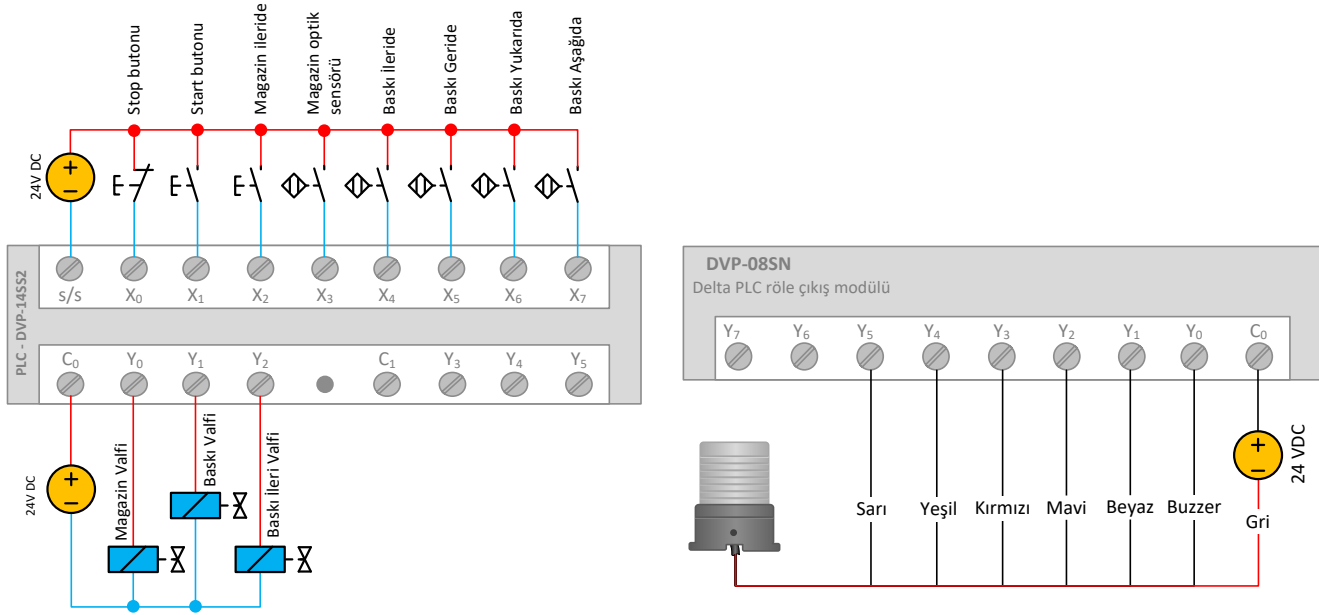 Stop butonu
Start butonu
Magazin ileride
Magazin optik
sensörü
Baskı İleride
Baskı Geride
Baskı Yukarıda
Baskı Aşağıda
24V DC
PLC - DVP-14SS2
s/s
X0
X1
X2
X3
X4
X5
X6
X7
C0
Y0
Y1
Y2
C1
Y3
Y4
Y5
24V DC
Magazin Valfi
Baskı Valfi
Baskı İleri Valfi
DVP-08SN
Delta PLC röle çıkış modülü
Y7
Y6
Y5
Y4
Y3
Y2
Y1
Y0
C0
24 VDC
Sarı
Yeşil
Kırmızı
Mavi
Beyaz
Buzzer
Gri